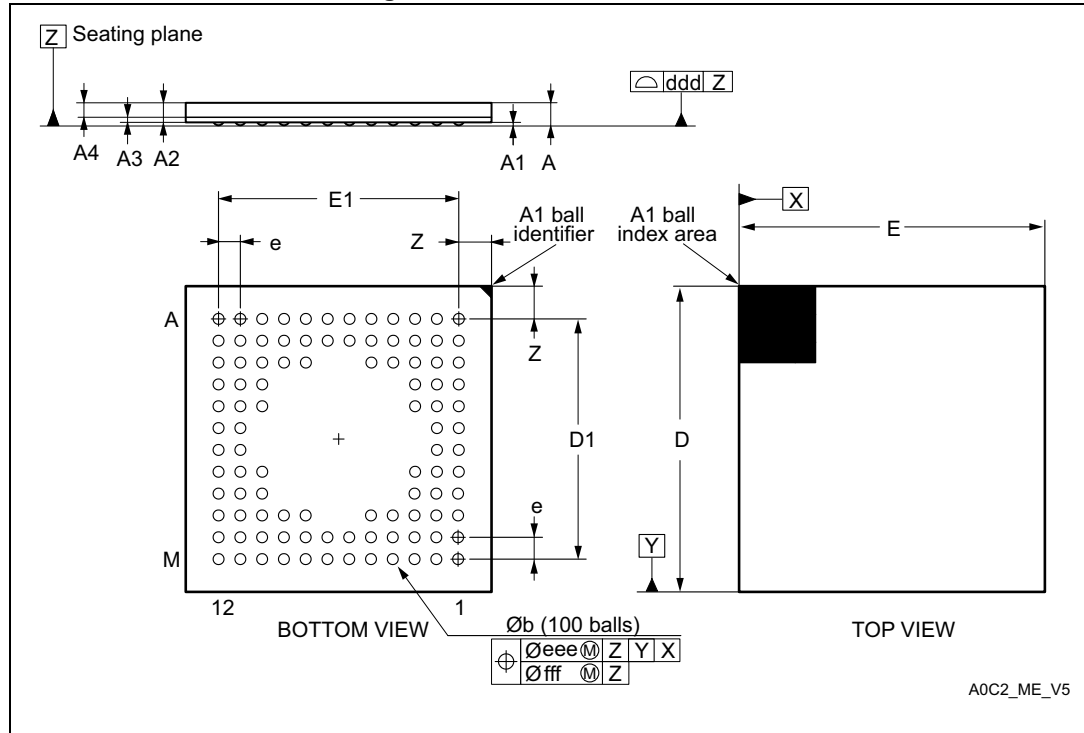 Z Seating plane
ddd Z
A4 A3 A2 A1 A
E1
e
Z
A1 ball
identifier
A1 ball
index area
X
E
A
Z
D1
D
e
M
Y
12 1
BOTTOM VIEW
Øb (100 balls)
Øeee Ⓜ Z Y X
Øfff Ⓜ Z
TOP VIEW
A0C2_ME_V5